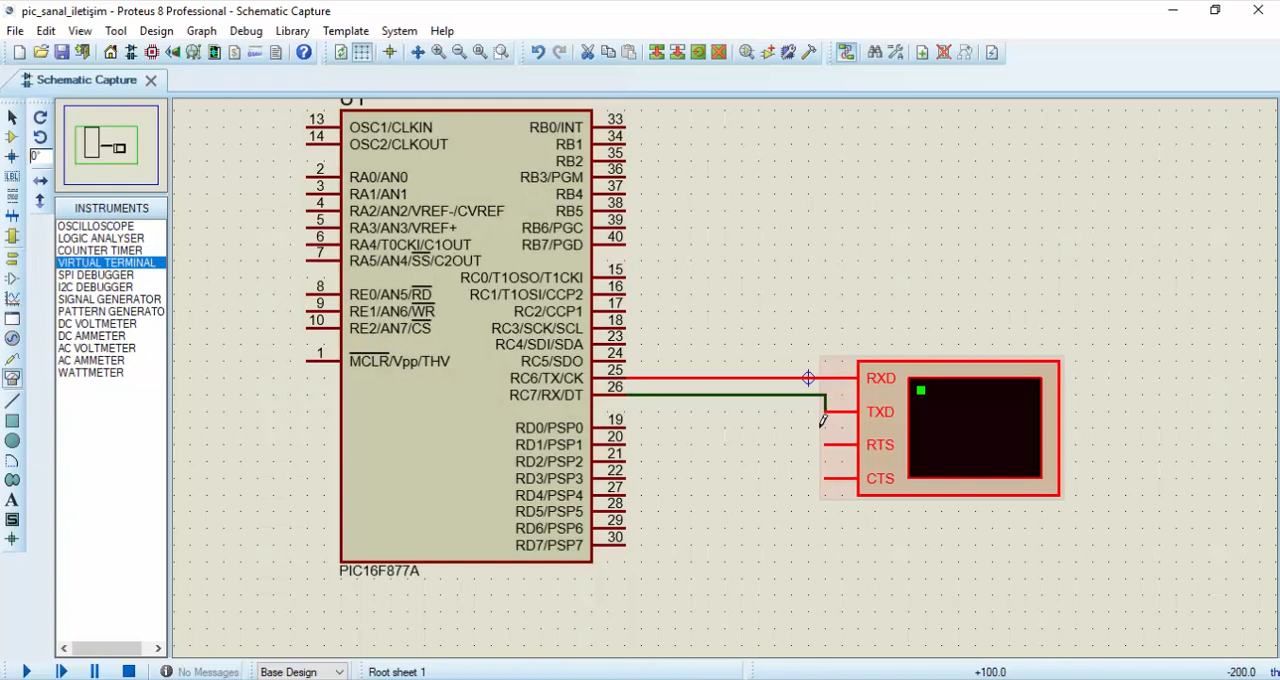 pic_sanal_iletişim - Proteus 8 Professional - Schematic Capture
File Edit View Tool Design Graph Debug Library Template System Help
Schematic Capture
0°
INSTRUMENTS
OSCILLOSCOPE
LOGIC ANALYSER
COUNTER TIMER
VIRTUAL TERMINAL
SPI DEBUGGER
I2C DEBUGGER
SIGNAL GENERATOR
PATTERN GENERATO
DC VOLTMETER
DC AMMETER
AC VOLTMETER
AC AMMETER
WATTMETER
U1
13 OSC1/CLKIN
14 OSC2/CLKOUT
2 RA0/AN0
3 RA1/AN1
4 RA2/AN2/VREF-/CVREF
5 RA3/AN3/VREF+
6 RA4/T0CKI/C1OUT
7 RA5/AN4/SS/C2OUT
8 RE0/AN5/RD
9 RE1/AN6/WR
10 RE2/AN7/CS
1 MCLR/Vpp/THV
RB0/INT 33
RB1 34
RB2 35
RB3/PGM 36
RB4 37
RB5 38
RB6/PGC 39
RB7/PGD 40
RC0/T1OSO/T1CKI 15
RC1/T1OSI/CCP2 16
RC2/CCP1 17
RC3/SCK/SCL 18
RC4/SDI/SDA 23
RC5/SDO 24
RC6/TX/CK 25
RC7/RX/DT 26
RD0/PSP0 19
RD1/PSP1 20
RD2/PSP2 21
RD3/PSP3 22
RD4/PSP4 27
RD5/PSP5 28
RD6/PSP6 29
RD7/PSP7 30
PIC16F877A
RXD
TXD
RTS
CTS
No Messages Base Design Root sheet 1 +100.0 -200.0 th